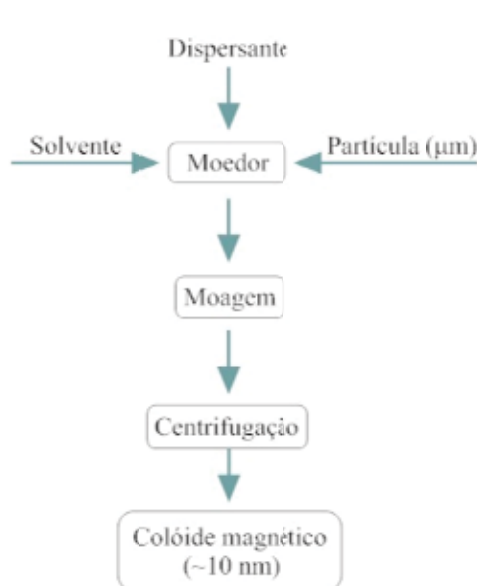 Dispersante
Solvente
Partícula (μm)
Moedor
Moagem
Centrifugação
Colóide magnético
(~10 nm)